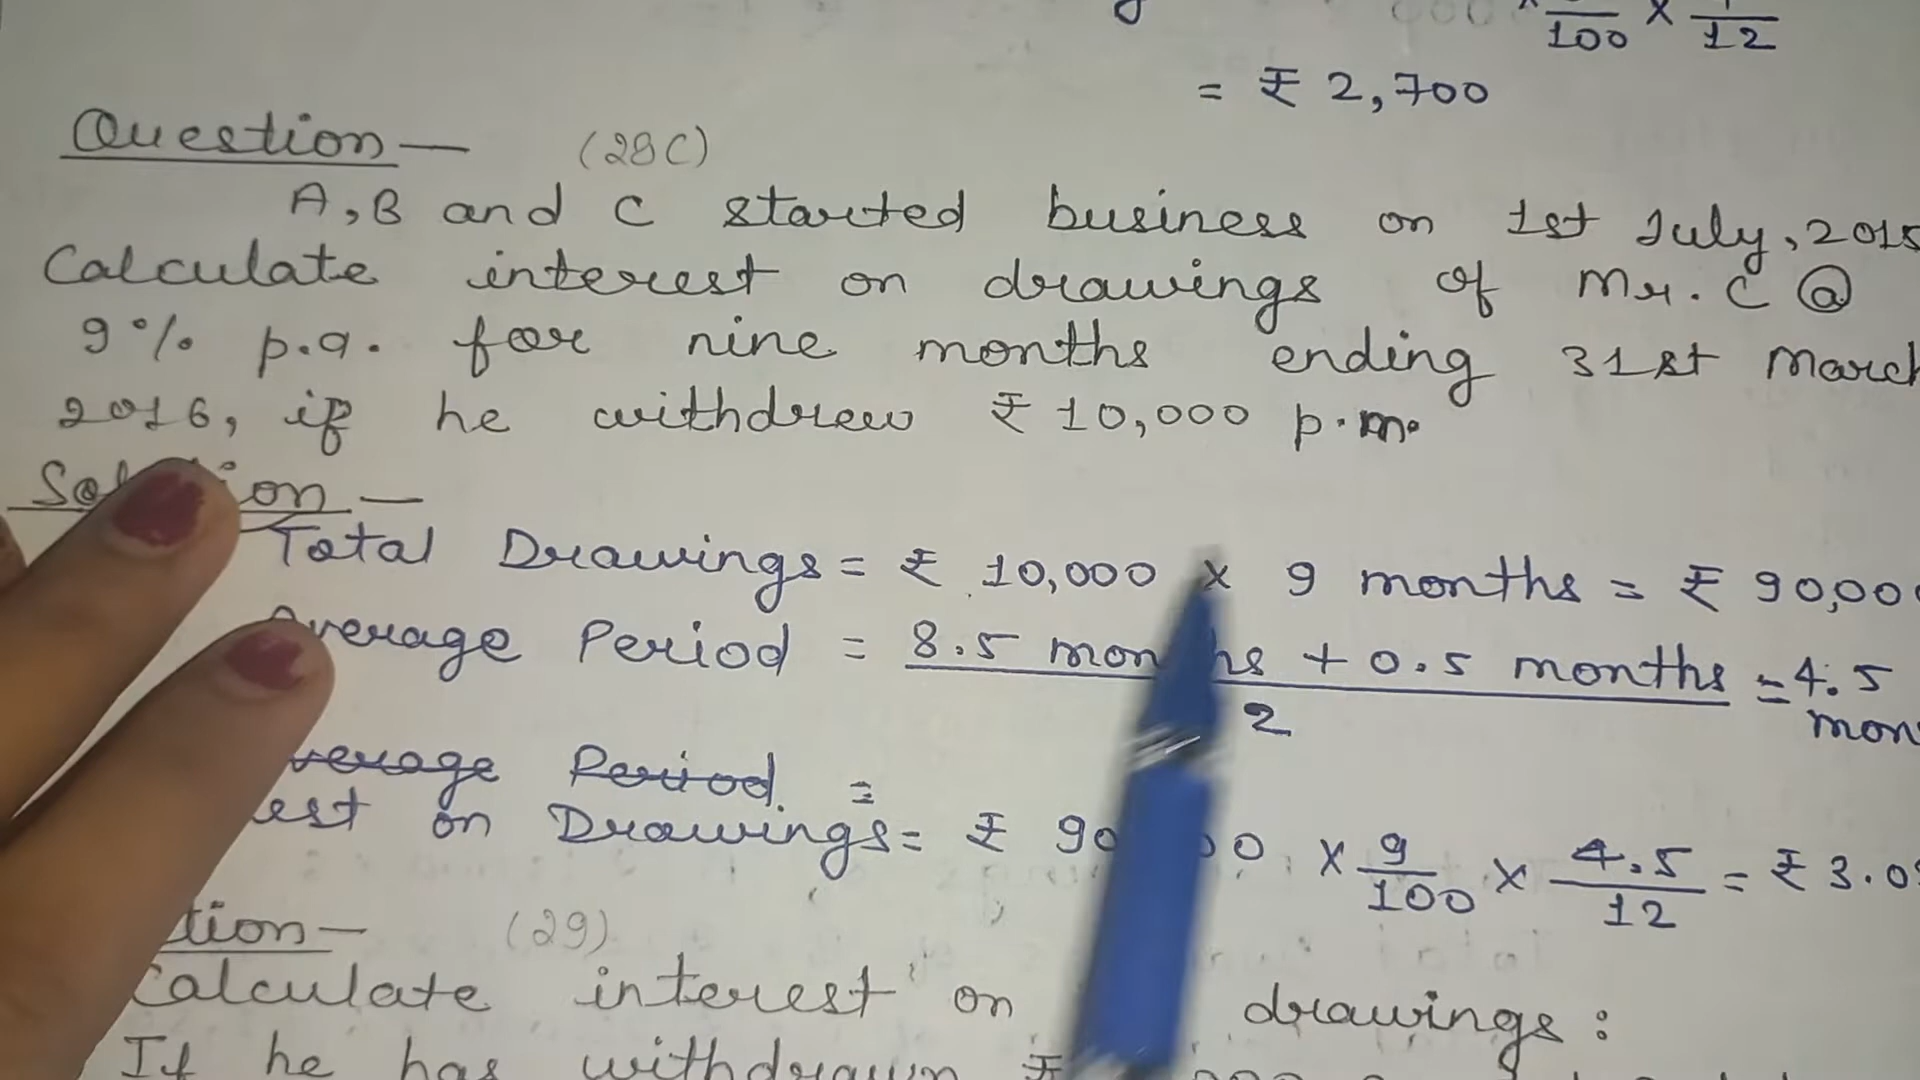 100 × 12
= ₹ 2,700
Question — (28C)
A, B and C started business on 1st July, 2015
Calculate interest on drawings of Mr. C @
9% p.a. for nine months ending 31st March
2016, if he withdrew ₹ 10,000 p.m.
Total Drawings = ₹ 10,000 × 9 months = ₹ 90,00
Average Period = 8.5 months + 0.5 months = 4.5
2
on Drawings = ₹ × 9/100 × 4.5/12 = ₹ 3.0
(29)
Calculate interest on drawings :
If he has withdrawn ₹